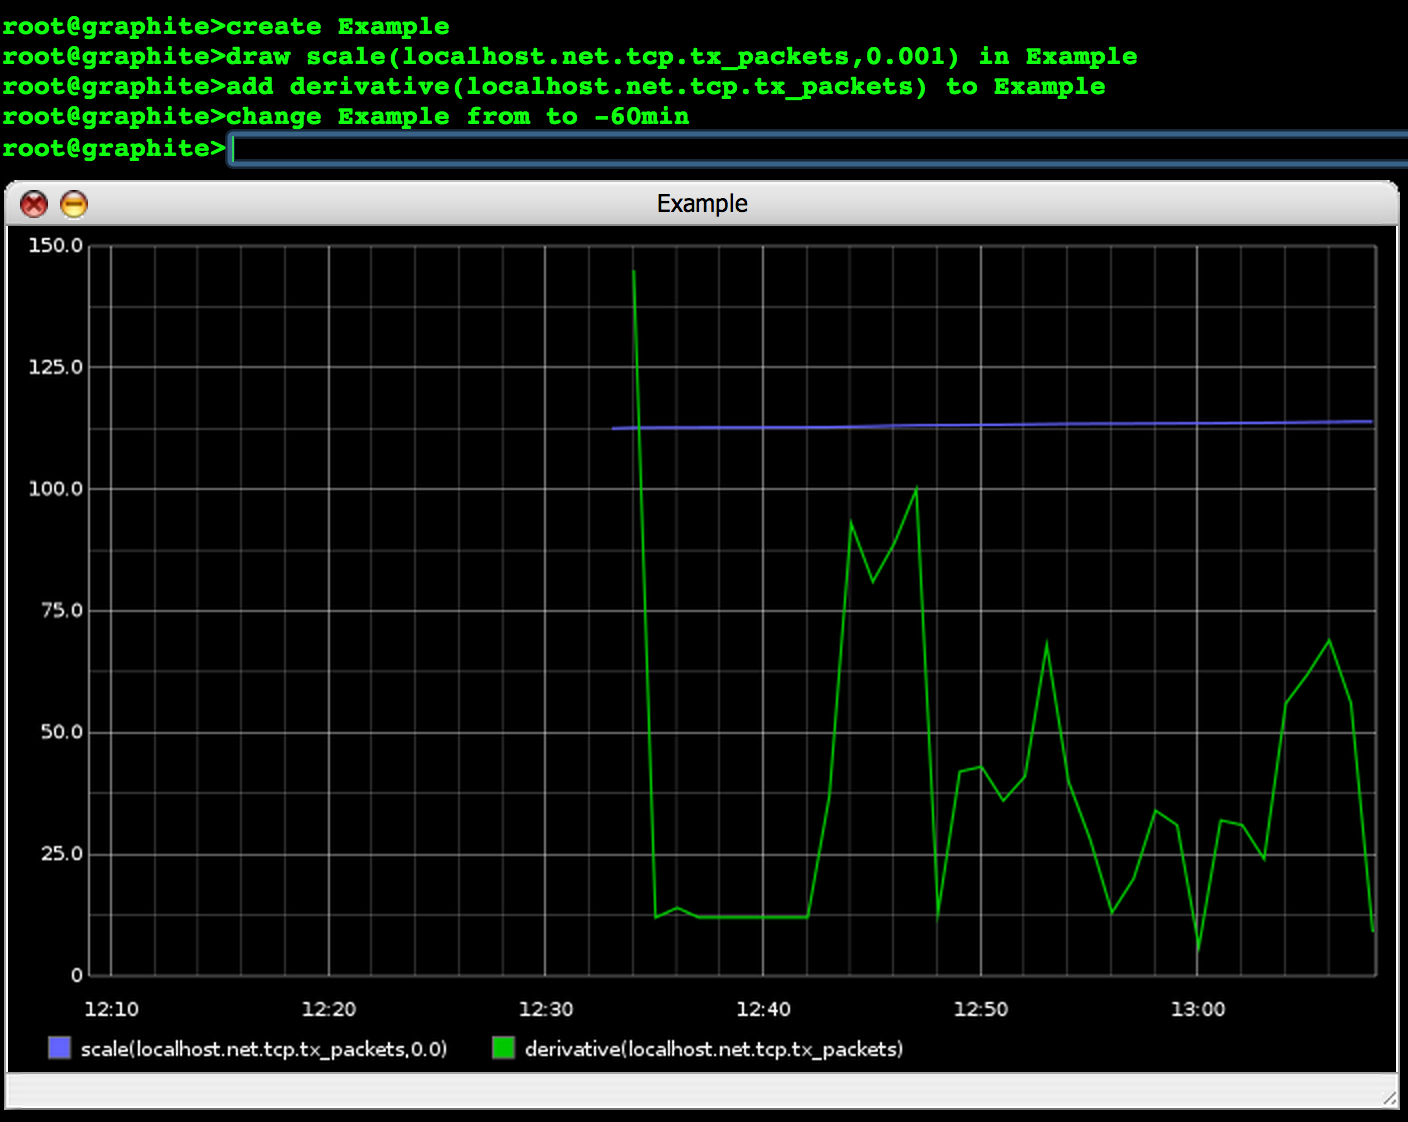 root@graphite>create Example
root@graphite>draw scale(localhost.net.tcp.tx_packets,0.001) in Example
root@graphite>add derivative(localhost.net.tcp.tx_packets) to Example
root@graphite>change Example from to -60min
root@graphite>
Example
150.0
125.0
100.0
75.0
50.0
25.0
0
12:10 12:20 12:30 12:40 12:50 13:00
scale(localhost.net.tcp.tx_packets,0.0) derivative(localhost.net.tcp.tx_packets)